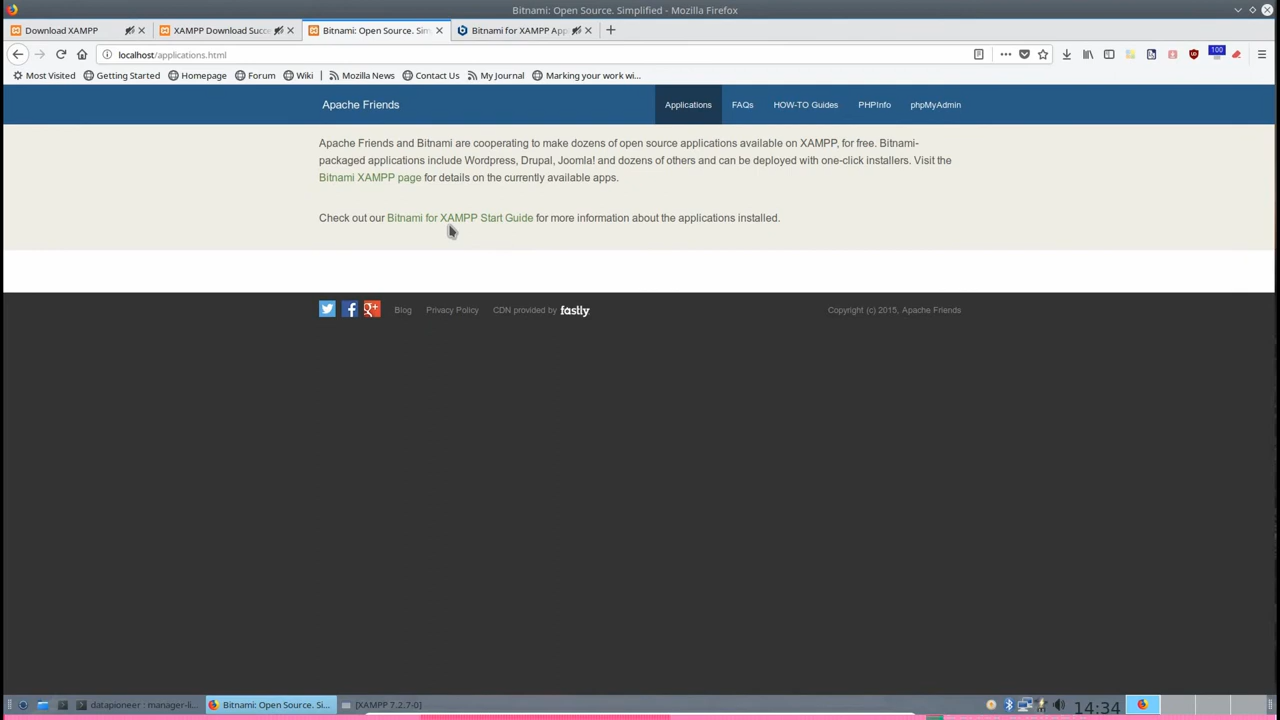 Bitnami: Open Source. Simplified - Mozilla Firefox
Download XAMPP
XAMPP Download Succe
Bitnami: Open Source. Sim
Bitnami for XAMPP App
localhost/applications.html
100
Most Visited
Getting Started
Homepage
Forum
Wiki
Mozilla News
Contact Us
My Journal
Marking your work wi...
Apache Friends
Applications
FAQs
HOW-TO Guides
PHPInfo
phpMyAdmin
Apache Friends and Bitnami are cooperating to make dozens of open source applications available on XAMPP, for free. Bitnami-
packaged applications include Wordpress, Drupal, Joomla! and dozens of others and can be deployed with one-click installers. Visit the
Bitnami XAMPP page for details on the currently available apps.
Check out our Bitnami for XAMPP Start Guide for more information about the applications installed.
Blog
Privacy Policy
CDN provided by fastly
Copyright (c) 2015, Apache Friends
datapioneer : manager-li...
Bitnami: Open Source. Si...
[XAMPP 7.2.7-0]
14:34